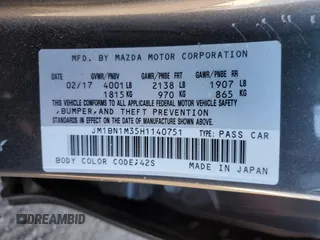 MFD. BY MAZDA MOTOR CORPORATION
GVWR/PNBV GAWR/PNBE FRT GAWR/PNBE RR
02/17 4001 LB 2138 LB 1907 LB
1815 KG 970 KG 865 KG
THIS VEHICLE CONFORMS TO ALL APPLICABLE
FEDERAL MOTOR VEHICLE SAFETY
,BUMPER,AND THEFT PREVENTION
STANDARDS IN EFFECT ON THE DATE OF
MANUFACTURE SHOWN ABOVE.
JM1BN1M35H1140751 TYPE: PASS CAR
BODY COLOR CODE;42S
MADE IN JAPAN
DREAMBID